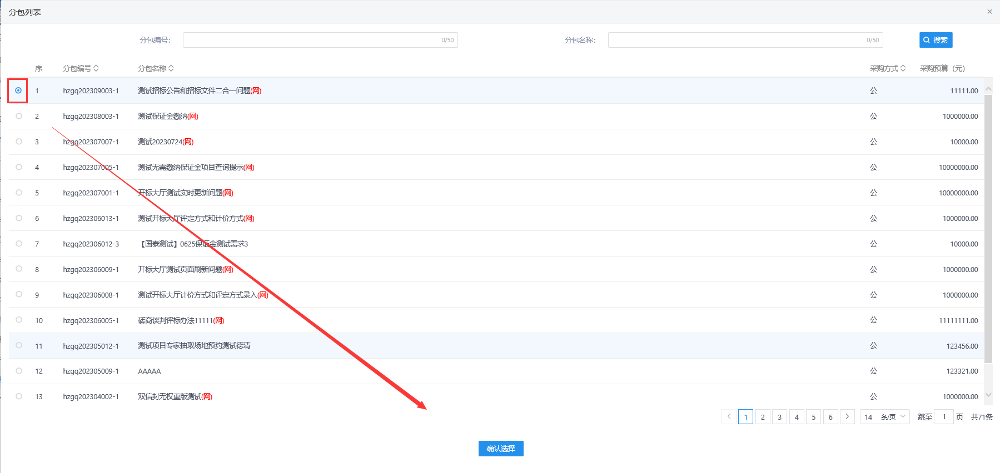 分包列表 ×
分包编号: 0/50 分包名称: 0/50 搜索
序 分包编号 分包名称 采购方式 采购预算（元）
1 hzgq202309003-1 测试招标公告和招标文件二合一问题(网) 公 11111.00
2 hzgq202308003-1 测试保证金缴纳(网) 公 1000000.00
3 hzgq202307007-1 测试20230724(网) 公 10000.00
4 hzgq202307005-1 测试无需缴纳保证金项目查询提示(网) 公 10000000.00
5 hzgq202307001-1 开标大厅测试实时更新问题(网) 公 10000000.00
6 hzgq202306013-1 测试开标大厅评定方式和计价方式(网) 公 1000000.00
7 hzgq202306012-3 【国泰测试】0625保证金测试需求3 公 10000.00
8 hzgq202306009-1 开标大厅测试页面刷新问题(网) 公 1000000.00
9 hzgq202306008-1 测试开标大厅计价方式和评定方式录入(网) 公 1000000.00
10 hzgq202306005-1 磋商谈判评标办法11111(网) 公 11111111.00
11 hzgq202305012-1 测试项目专家抽取场地预约测试德清 公 123456.00
12 hzgq202305009-1 AAAAA 公 123321.00
13 hzgq202304002-1 双信封无权重版测试(网) 公 1000000.00
1 2 3 4 5 6 14 条/页 跳至 1 页 共71条
确认选择